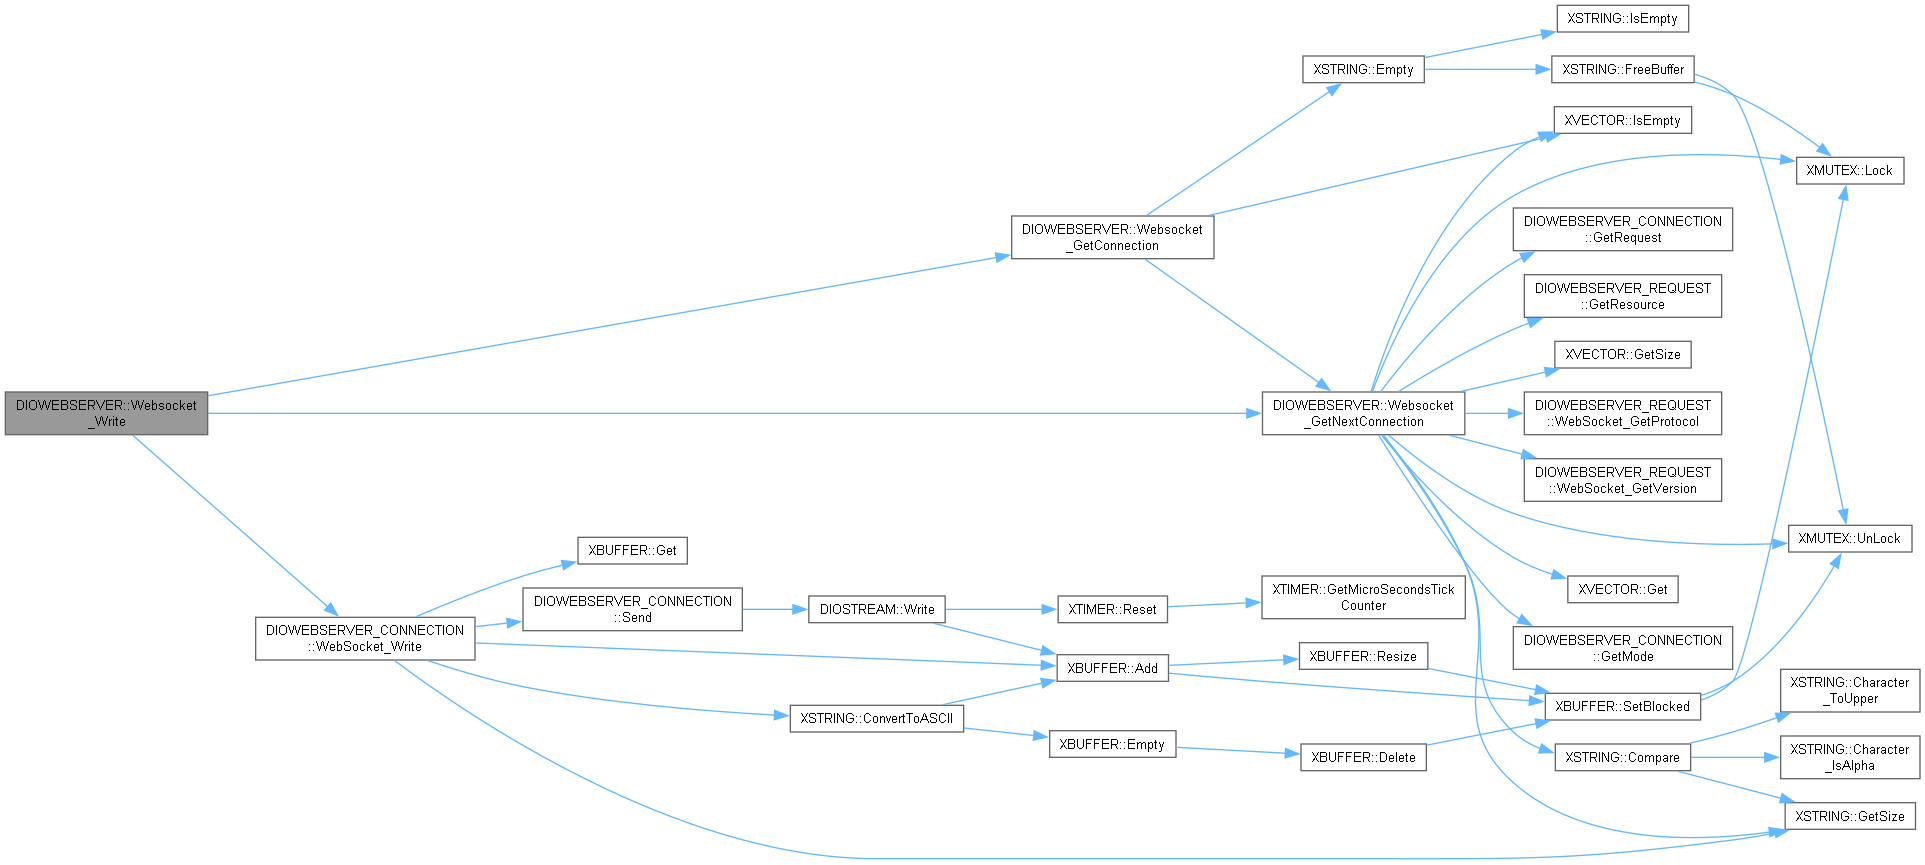 XSTRING::IsEmpty
XSTRING::Empty
XSTRING::FreeBuffer
XVECTOR::IsEmpty
XMUTEX::Lock
DIOWEBSERVER::Websocket
_GetConnection
DIOWEBSERVER_CONNECTION
::GetRequest
DIOWEBSERVER_REQUEST
::GetResource
XVECTOR::GetSize
DIOWEBSERVER::Websocket
_Write
DIOWEBSERVER::Websocket
_GetNextConnection
DIOWEBSERVER_REQUEST
::WebSocket_GetProtocol
DIOWEBSERVER_REQUEST
::WebSocket_GetVersion
XMUTEX::UnLock
XBUFFER::Get
XVECTOR::Get
DIOWEBSERVER_CONNECTION
::Send
DIOSTREAM::Write
XTIMER::Reset
XTIMER::GetMicroSecondsTick
Counter
DIOWEBSERVER_CONNECTION
::WebSocket_Write
DIOWEBSERVER_CONNECTION
::GetMode
XBUFFER::Add
XBUFFER::Resize
XSTRING::Character
_ToUpper
XBUFFER::SetBlocked
XSTRING::ConvertToASCII
XBUFFER::Empty
XBUFFER::Delete
XSTRING::Compare
XSTRING::Character
_IsAlpha
XSTRING::GetSize